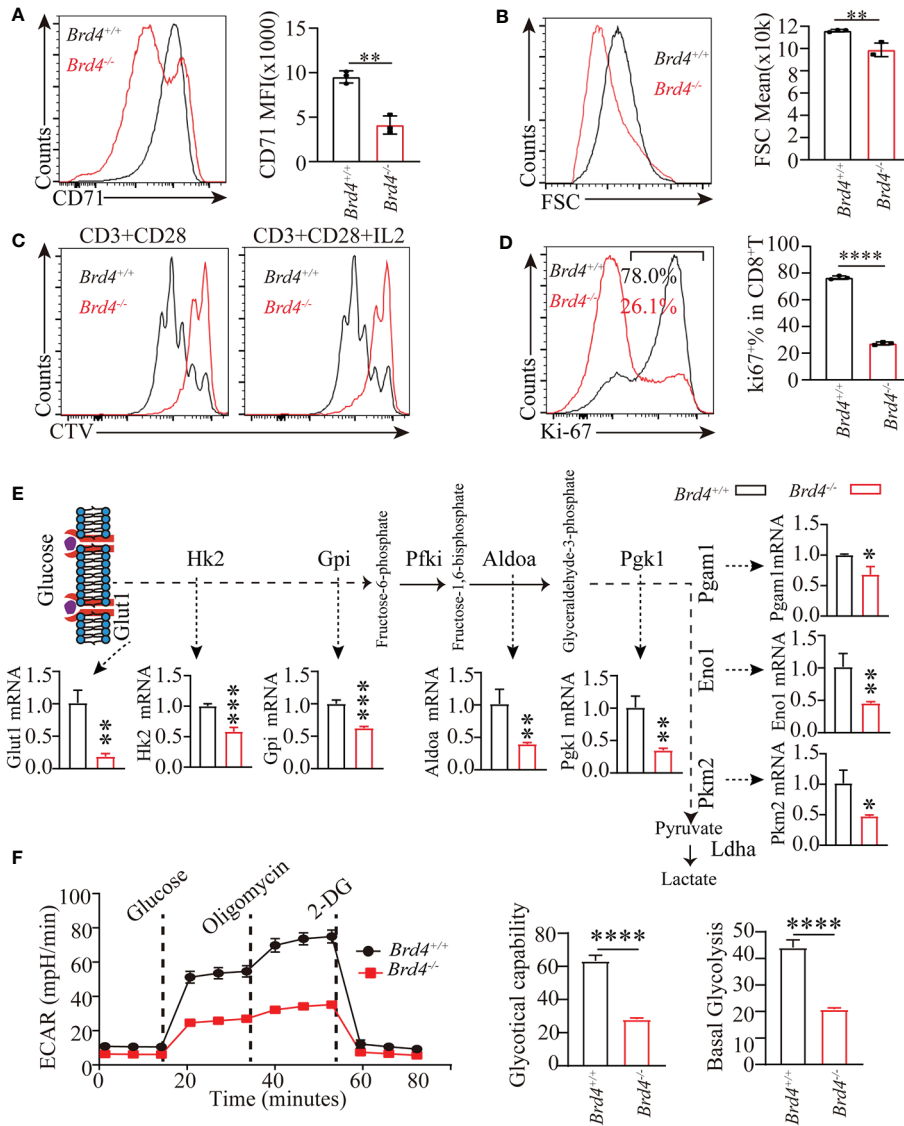 A
Brd4+/+
Brd4-/-
Counts
CD71
CD71 MFI(x1000)
15
10
5
0
**
Brd4+/+
Brd4-/-
B
Brd4+/+
Brd4-/-
Counts
FSC
FSC Mean(x10k)
12
10
8
6
4
2
0
**
Brd4+/+
Brd4-/-
C
CD3+CD28
CD3+CD28+IL2
Brd4+/+
Brd4-/-
Brd4+/+
Brd4-/-
Counts
CTV
D
Brd4+/+
78.0%
Brd4-/-
26.1%
Counts
Ki-67
ki67+% in CD8+T
100
80
60
40
20
0
****
Brd4+/+
Brd4-/-
E
Brd4+/+
Brd4-/-
Glucose
Glut1
Hk2
Gpi
Fructose-6-phosphate
Pfki
Fructose-1,6-bisphosphate
Aldoa
Glyceraldehyde-3-phosphate
Pgk1
Pgam1
Eno1
Pkm2
Pyruvate
Ldha
Lactate
Glut1 mRNA
1.5
1.0
0.5
0.0
**
Hk2 mRNA
1.5
1.0
0.5
0.0
***
Gpi mRNA
1.5
1.0
0.5
0.0
***
Aldoa mRNA
1.5
1.0
0.5
0.0
**
Pgk1 mRNA
1.5
1.0
0.5
0.0
**
Pgam1 mRNA
1.5
1.0
0.5
0.0
*
Eno1 mRNA
1.5
1.0
0.5
0.0
**
Pkm2 mRNA
1.5
1.0
0.5
0.0
*
F
ECAR (mpH/min)
100
80
60
40
20
0
Glucose
Oligomycin
2-DG
Brd4+/+
Brd4-/-
0
20
40
60
80
Time (minutes)
Glycotical capability
80
60
40
20
0
****
Brd4+/+
Brd4-/-
Basal Glycolysis
50
40
30
20
10
0
****
Brd4+/+
Brd4-/-